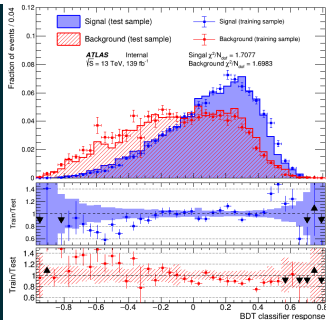 Fraction of events / 0.04
0.12
0.1
0.08
0.06
0.04
0.02
0
Signal (test sample)
Signal (training sample)
Background (test sample)
Background (training sample)
ATLAS Internal
√S = 13 TeV, 139 fb⁻¹
Singal χ²/N_dof = 1.7077
Background χ²/N_dof = 1.6983
Train/Test
1.4
1.2
1
0.8
0.6
Train/Test
1.4
1.2
1
0.8
0.6
−0.8 −0.6 −0.4 −0.2 0 0.2 0.4 0.6 0.8
BDT classifier response